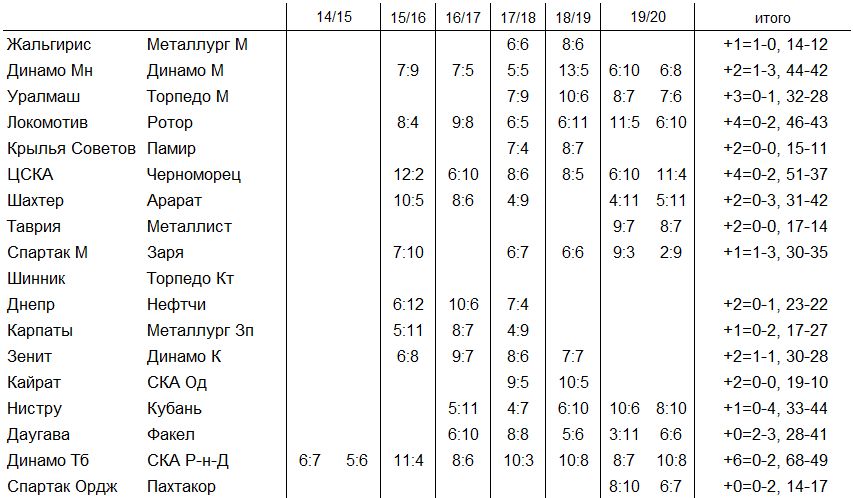 14/15 15/16 16/17 17/18 18/19 19/20 итого
Жальгирис Металлург М 6:6 8:6 +1=1-0, 14-12
Динамо Мн Динамо М 7:9 7:5 5:5 13:5 6:10 6:8 +2=1-3, 44-42
Уралмаш Торпедо М 7:9 10:6 8:7 7:6 +3=0-1, 32-28
Локомотив Ротор 8:4 9:8 6:5 6:11 11:5 6:10 +4=0-2, 46-43
Крылья Советов Памир 7:4 8:7 +2=0-0, 15-11
ЦСКА Черноморец 12:2 6:10 8:6 8:5 6:10 11:4 +4=0-2, 51-37
Шахтер Арарат 10:5 8:6 4:9 4:11 5:11 +2=0-3, 31-42
Таврия Металлист 9:7 8:7 +2=0-0, 17-14
Спартак М Заря 7:10 6:7 6:6 9:3 2:9 +1=1-3, 30-35
Шинник Торпедо Кт
Днепр Нефтчи 6:12 10:6 7:4 +2=0-1, 23-22
Карпаты Металлург Зп 5:11 8:7 4:9 +1=0-2, 17-27
Зенит Динамо К 6:8 9:7 8:6 7:7 +2=1-1, 30-28
Кайрат СКА Од 9:5 10:5 +2=0-0, 19-10
Нистру Кубань 5:11 4:7 6:10 10:6 8:10 +1=0-4, 33-44
Даугава Факел 6:10 8:8 5:6 3:11 6:6 +0=2-3, 28-41
Динамо Тб СКА Р-н-Д 6:7 5:6 11:4 8:6 10:3 10:8 8:7 10:8 +6=0-2, 68-49
Спартак Ордж Пахтакор 8:10 6:7 +0=0-2, 14-17